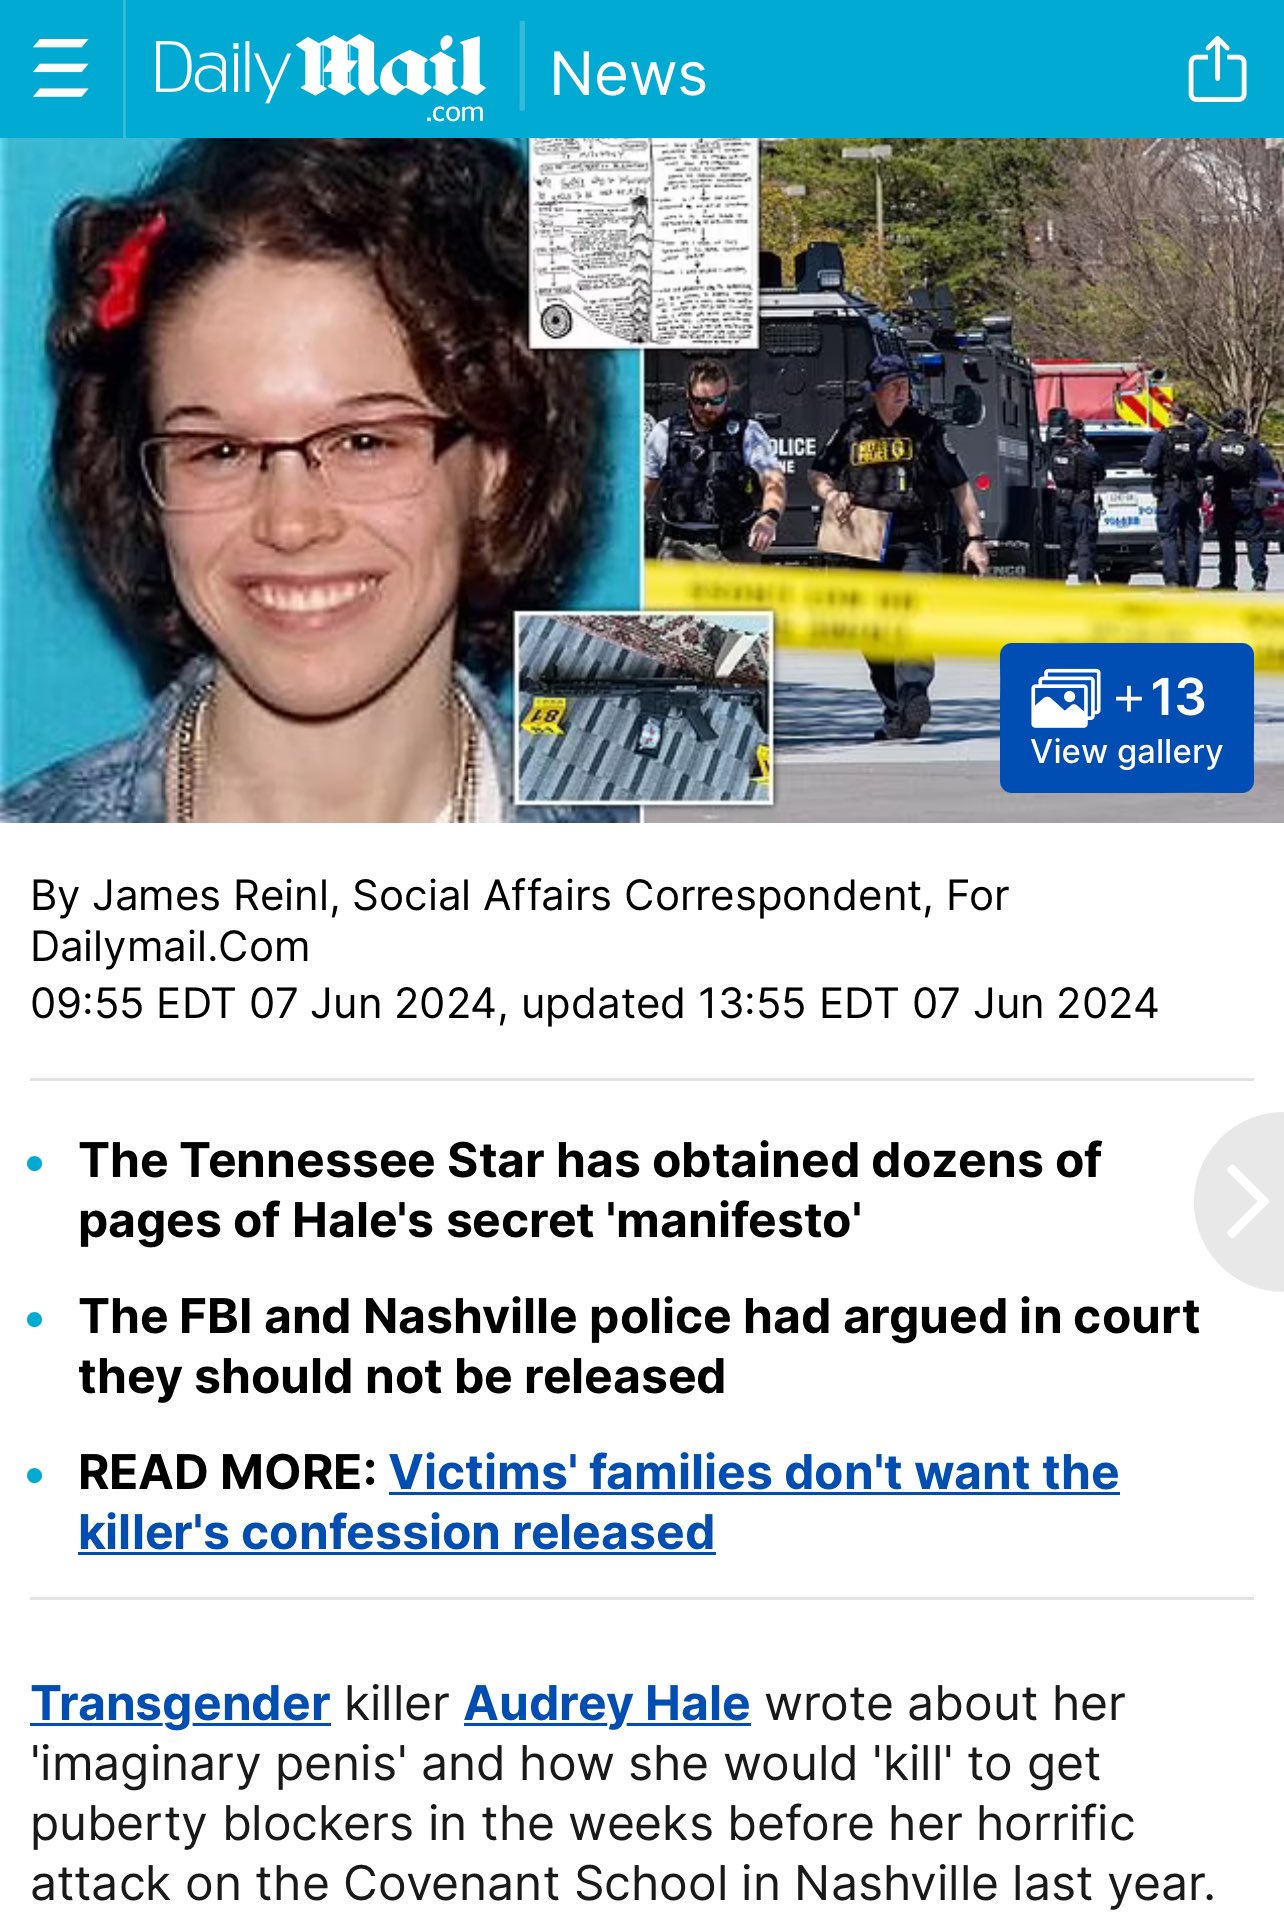 Daily Mail
.com
News
POLICE
+13
View gallery
By James Reinl, Social Affairs Correspondent, For
Dailymail.Com
09:55 EDT 07 Jun 2024, updated 13:55 EDT 07 Jun 2024
The Tennessee Star has obtained dozens of
pages of Hale's secret 'manifesto'
The FBI and Nashville police had argued in court
they should not be released
READ MORE: Victims' families don't want the
killer's confession released
Transgender killer Audrey Hale wrote about her
'imaginary penis' and how she would 'kill' to get
puberty blockers in the weeks before her horrific
attack on the Covenant School in Nashville last year.